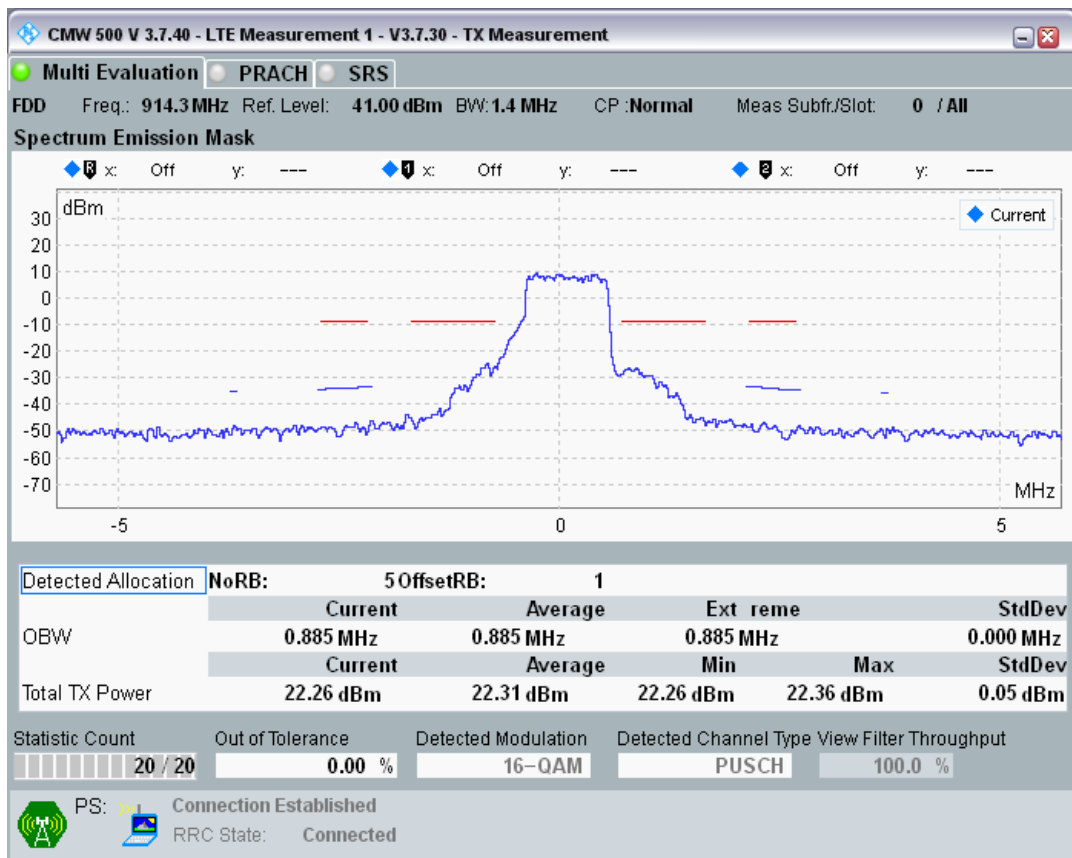 CMW 500 V 3.7.40 - LTE Measurement 1 - V3.7.30 - TX Measurement
Multi Evaluation PRACH SRS
FDD Freq.: 914.3 MHz Ref. Level: 41.00 dBm BW: 1.4 MHz CP :Normal Meas Subfr./Slot: 0 / All
Spectrum Emission Mask
R x: Off y: --- 1 x: Off y: --- 2 x: Off y: ---
dBm
Current
30
20
10
0
-10
-20
-30
-40
-50
-60
-70
MHz
-5 0 5
Detected Allocation NoRB: 5 OffsetRB: 1
Current Average Ext reme StdDev
OBW 0.885 MHz 0.885 MHz 0.885 MHz 0.000 MHz
Current Average Min Max StdDev
Total TX Power 22.26 dBm 22.31 dBm 22.26 dBm 22.36 dBm 0.05 dBm
Statistic Count Out of Tolerance Detected Modulation Detected Channel Type View Filter Throughput
20 / 20 0.00 % 16-QAM PUSCH 100.0 %
PS: Connection Established
RRC State: Connected